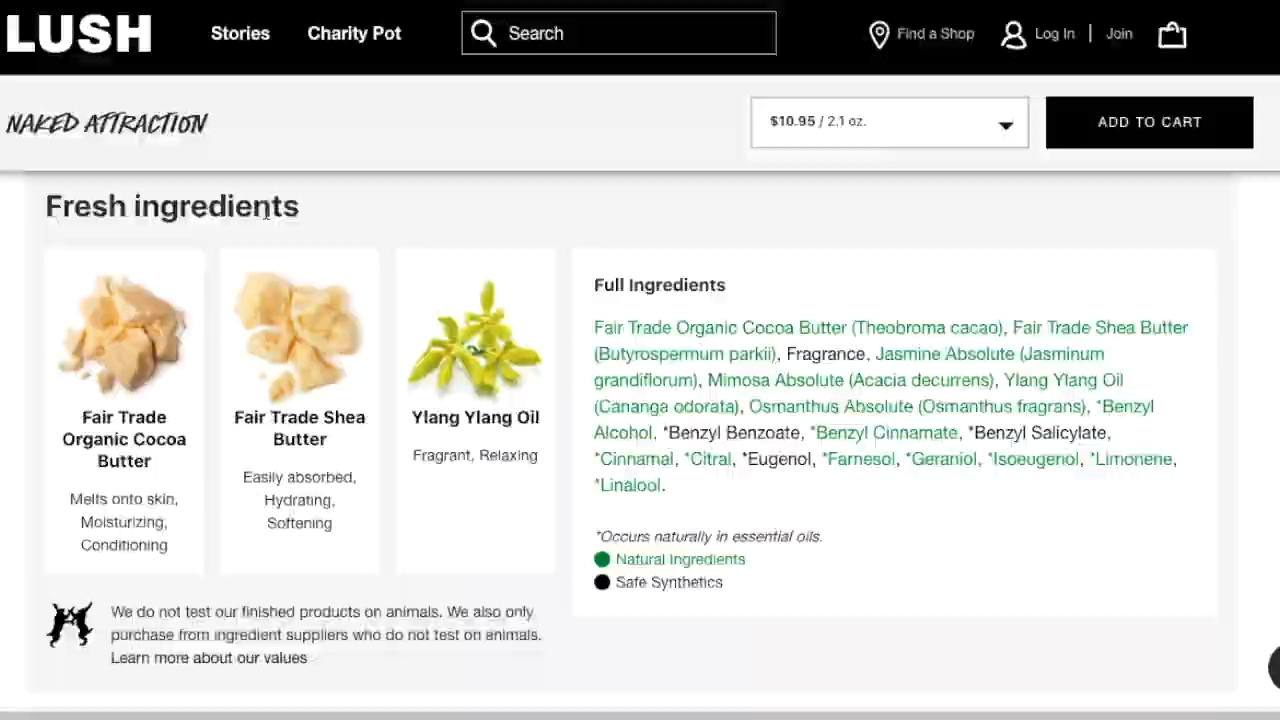 LUSH
Stories
Charity Pot
Search
Find a Shop
Log In | Join
NAKED ATTRACTION
$10.95 / 2.1 oz.
ADD TO CART
Fresh ingredients
Fair Trade
Organic Cocoa
Butter
Melts onto skin,
Moisturizing,
Conditioning
Fair Trade Shea
Butter
Easily absorbed,
Hydrating,
Softening
Ylang Ylang Oil
Fragrant, Relaxing
Full Ingredients
Fair Trade Organic Cocoa Butter (Theobroma cacao), Fair Trade Shea Butter
(Butyrospermum parkii), Fragrance, Jasmine Absolute (Jasminum
grandiflorum), Mimosa Absolute (Acacia decurrens), Ylang Ylang Oil
(Cananga odorata), Osmanthus Absolute (Osmanthus fragrans), *Benzyl
Alcohol, *Benzyl Benzoate, *Benzyl Cinnamate, *Benzyl Salicylate,
*Cinnamal, *Citral, *Eugenol, *Farnesol, *Geraniol, *Isoeugenol, *Limonene,
*Linalool.
*Occurs naturally in essential oils.
Natural Ingredients
Safe Synthetics
We do not test our finished products on animals. We also only
purchase from ingredient suppliers who do not test on animals.
Learn more about our values